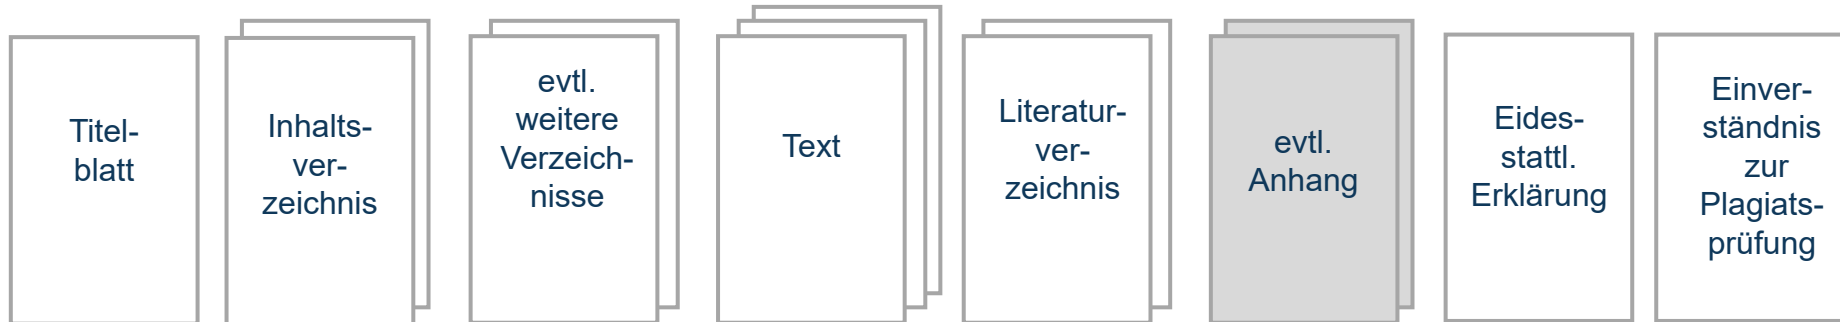 Titel-
blatt
Inhalts-
ver-
zeichnis
evtl.
weitere
Verzeich-
nisse
Text
Literatur-
ver-
zeichnis
evtl.
Anhang
Eides-
stattl.
Erklärung
Einver-
ständnis
zur
Plagiats-
prüfung